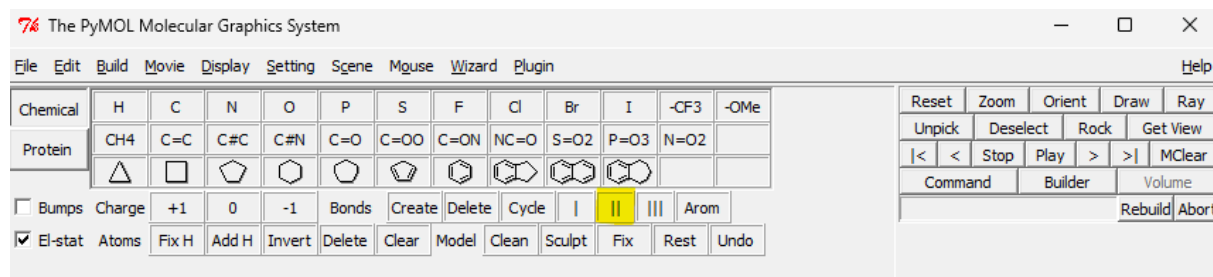 The PyMOL Molecular Graphics System
File Edit Build Movie Display Setting Scene Mouse Wizard Plugin Help
Chemical H C N O P S F Cl Br I -CF3 -OMe
Protein CH4 C=C C#C C#N C=O C=OO C=ON NC=O S=O2 P=O3 N=O2
Bumps Charge +1 0 -1 Bonds Create Delete Cycle | || ||| Arom
El-stat Atoms Fix H Add H Invert Delete Clear Model Clean Sculpt Fix Rest Undo
Reset Zoom Orient Draw Ray
Unpick Deselect Rock Get View
|< < Stop Play > >| MClear
Command Builder Volume
Rebuild Abort